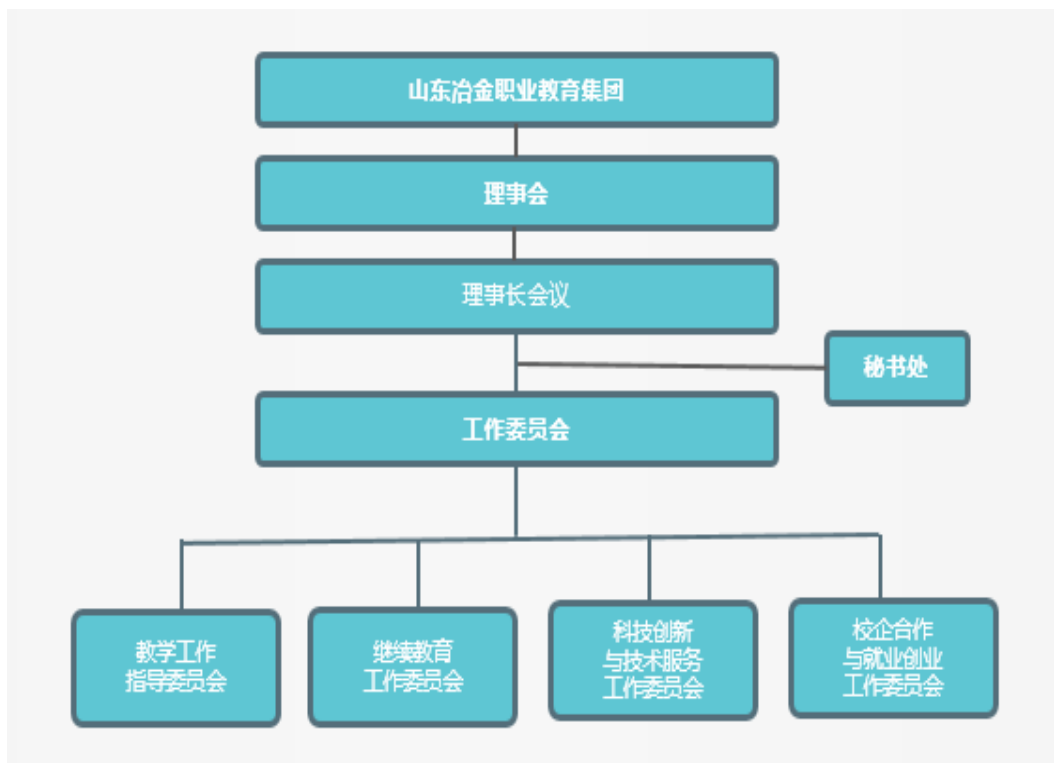 山东冶金职业教育集团
理事会
理事长会议
秘书处
工作委员会
教学工作
指导委员会
继续教育
工作委员会
科技创新
与技术服务
工作委员会
校企合作
与就业创业
工作委员会